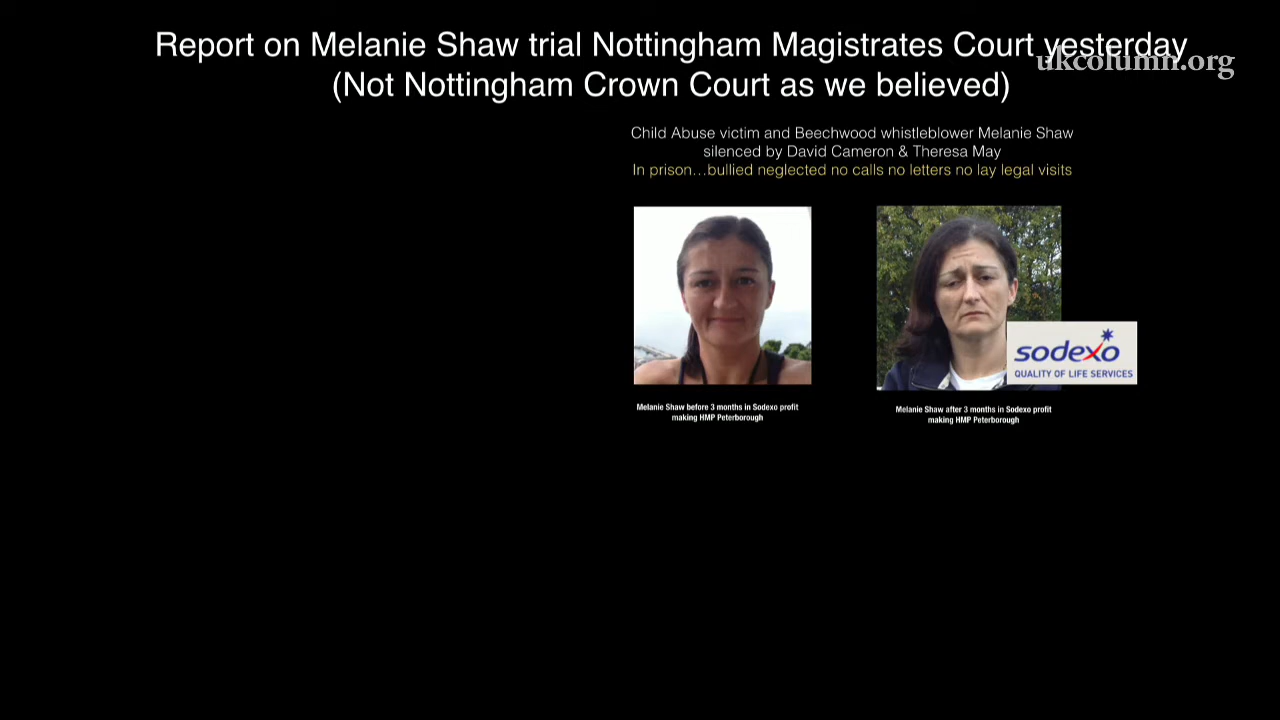 Report on Melanie Shaw trial Nottingham Magistrates Court yesterday
ukcolumn.org
(Not Nottingham Crown Court as we believed)
Child Abuse victim and Beechwood whistleblower Melanie Shaw
silenced by David Cameron & Theresa May
In prison...bullied neglected no calls no letters no lay legal visits
sodexo
QUALITY OF LIFE SERVICES
Melanie Shaw before 3 months in Sodexo profit
making HMP Peterborough
Melanie Shaw after 3 months in Sodexo profit
making HMP Peterborough